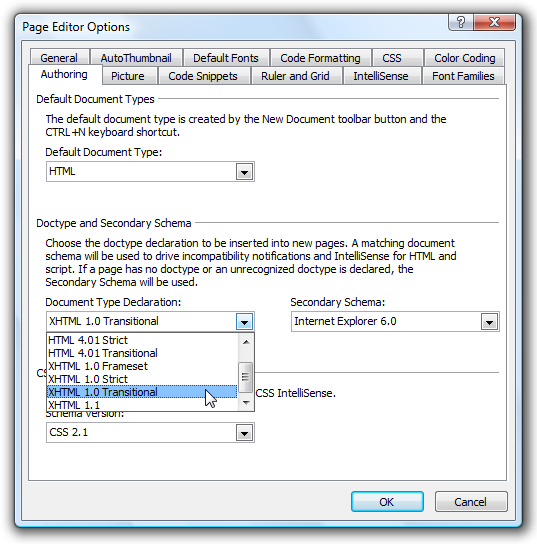 Page Editor Options
?
General AutoThumbnail Default Fonts Code Formatting CSS Color Coding
Authoring Picture Code Snippets Ruler and Grid IntelliSense Font Families
Default Document Types
The default document type is created by the New Document toolbar button and the
CTRL+N keyboard shortcut.
Default Document Type:
HTML
Doctype and Secondary Schema
Choose the doctype declaration to be inserted into new pages. A matching document
schema will be used to drive incompatibility notifications and IntelliSense for HTML and
script. If a page has no doctype or an unrecognized doctype is declared, the
Secondary Schema will be used.
Document Type Declaration: Secondary Schema:
XHTML 1.0 Transitional Internet Explorer 6.0
HTML 4.01 Strict
HTML 4.01 Transitional
XHTML 1.0 Frameset
XHTML 1.0 Strict
XHTML 1.0 Transitional CSS IntelliSense.
XHTML 1.1
Schema version:
CSS 2.1
OK Cancel